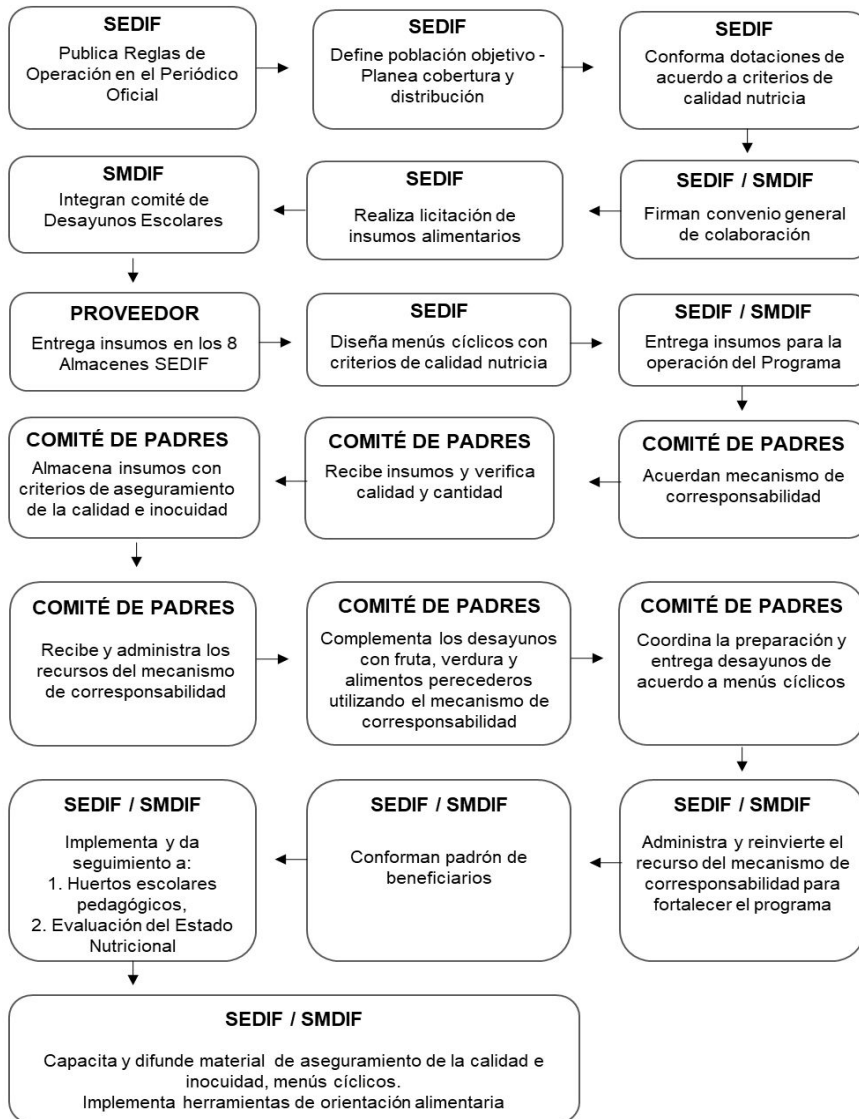 SEDIF
Publica Reglas de
Operación en el Periódico
Oficial
SEDIF
Define población objetivo -
Planea cobertura y
distribución
SEDIF
Conforma dotaciones de
acuerdo a criterios de
calidad nutricia
SEDIF / SMDIF
Firman convenio general
de colaboración
SEDIF
Realiza licitación de
insumos alimentarios
SMDIF
Integran comité de
Desayunos Escolares
PROVEEDOR
Entrega insumos en los 8
Almacenes SEDIF
SEDIF
Diseña menús cíclicos con
criterios de calidad nutricia
SEDIF / SMDIF
Entrega insumos para la
operación del Programa
COMITÉ DE PADRES
Acuerdan mecanismo de
corresponsabilidad
COMITÉ DE PADRES
Recibe insumos y verifica
calidad y cantidad
COMITÉ DE PADRES
Almacena insumos con
criterios de aseguramiento
de la calidad e inocuidad
COMITÉ DE PADRES
Recibe y administra los
recursos del mecanismo
de corresponsabilidad
COMITÉ DE PADRES
Complementa los desayunos
con fruta, verdura y
alimentos perecederos
utilizando el mecanismo de
corresponsabilidad
COMITÉ DE PADRES
Coordina la preparación y
entrega desayunos de
acuerdo a menús cíclicos
SEDIF / SMDIF
Administra y reinvierte el
recurso del mecanismo de
corresponsabilidad para
fortalecer el programa
SEDIF / SMDIF
Conforman padrón de
beneficiarios
SEDIF / SMDIF
Implementa y da
seguimiento a:
1. Huertos escolares
pedagógicos,
2. Evaluación del Estado
Nutricional
SEDIF / SMDIF
Capacita y difunde material de aseguramiento de la calidad e
inocuidad, menús cíclicos.
Implementa herramientas de orientación alimentaria